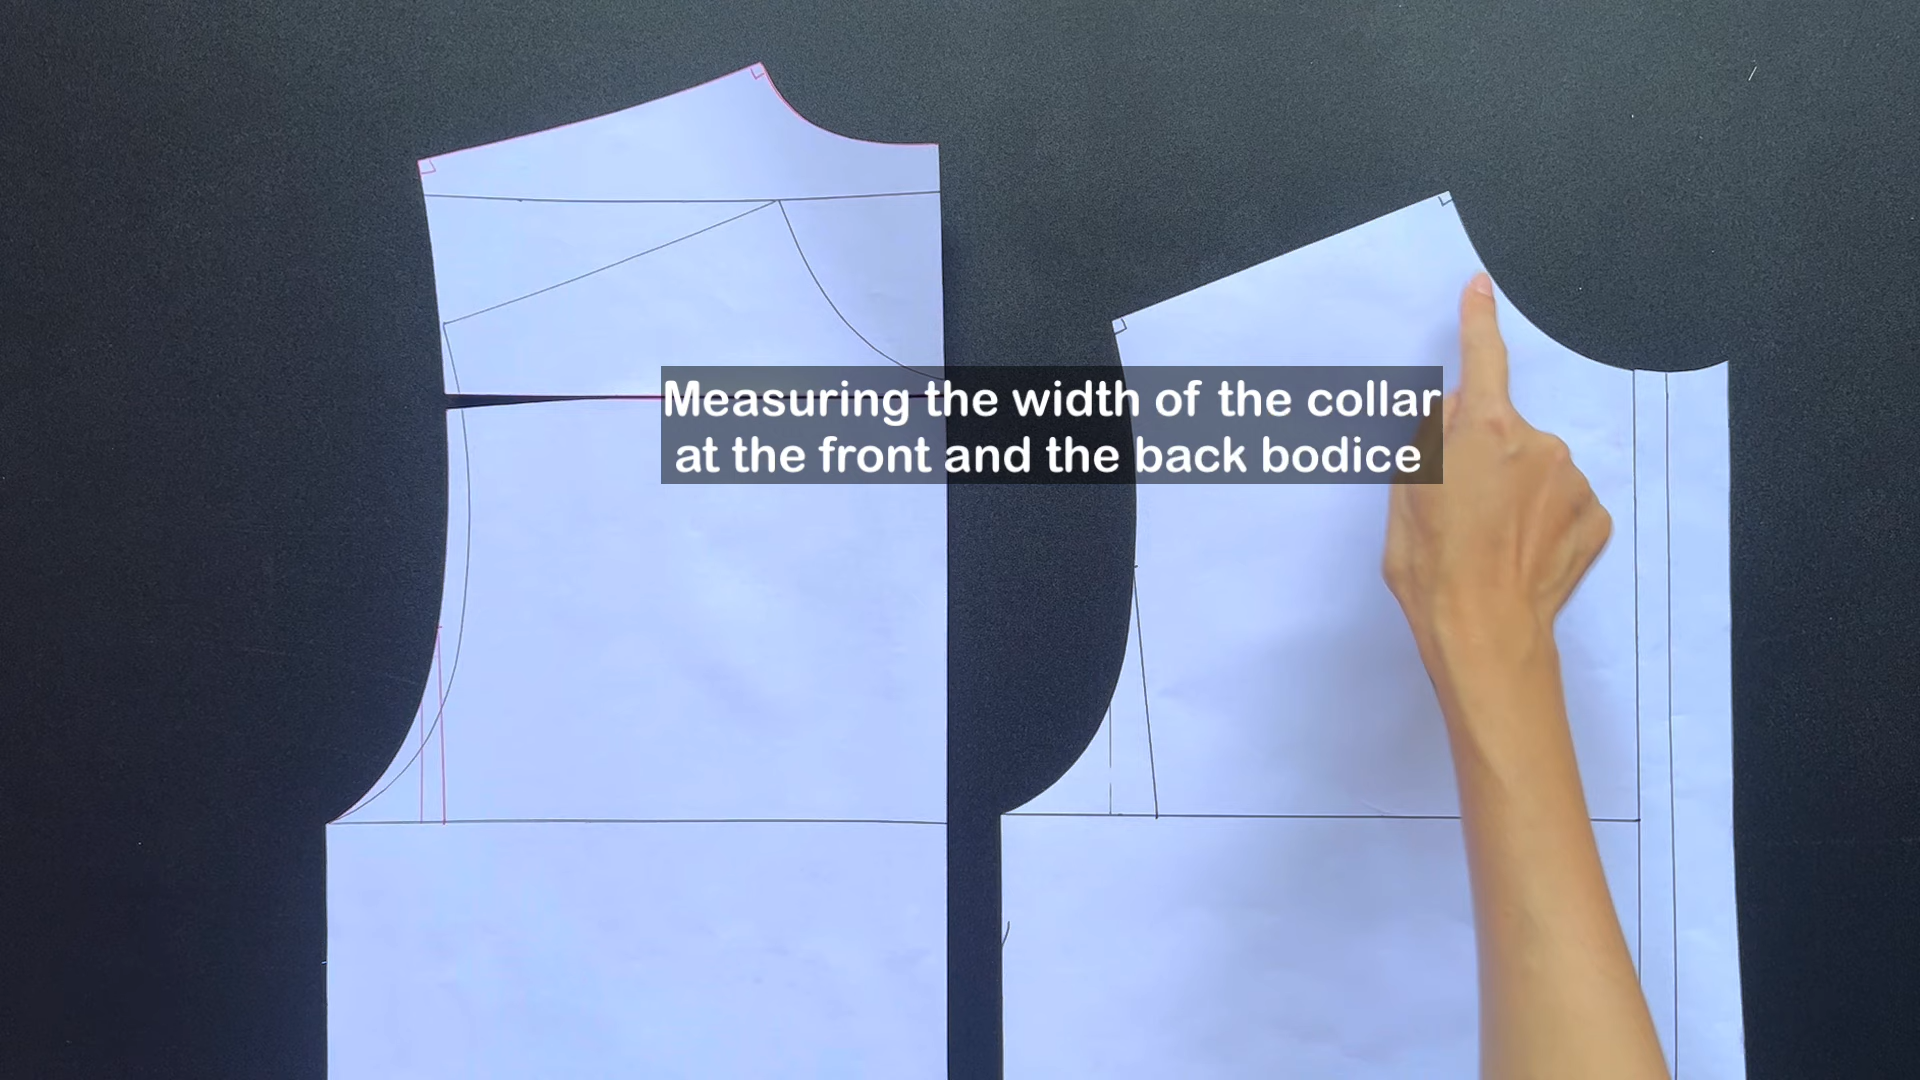 Measuring the width of the collar
at the front and the back bodice